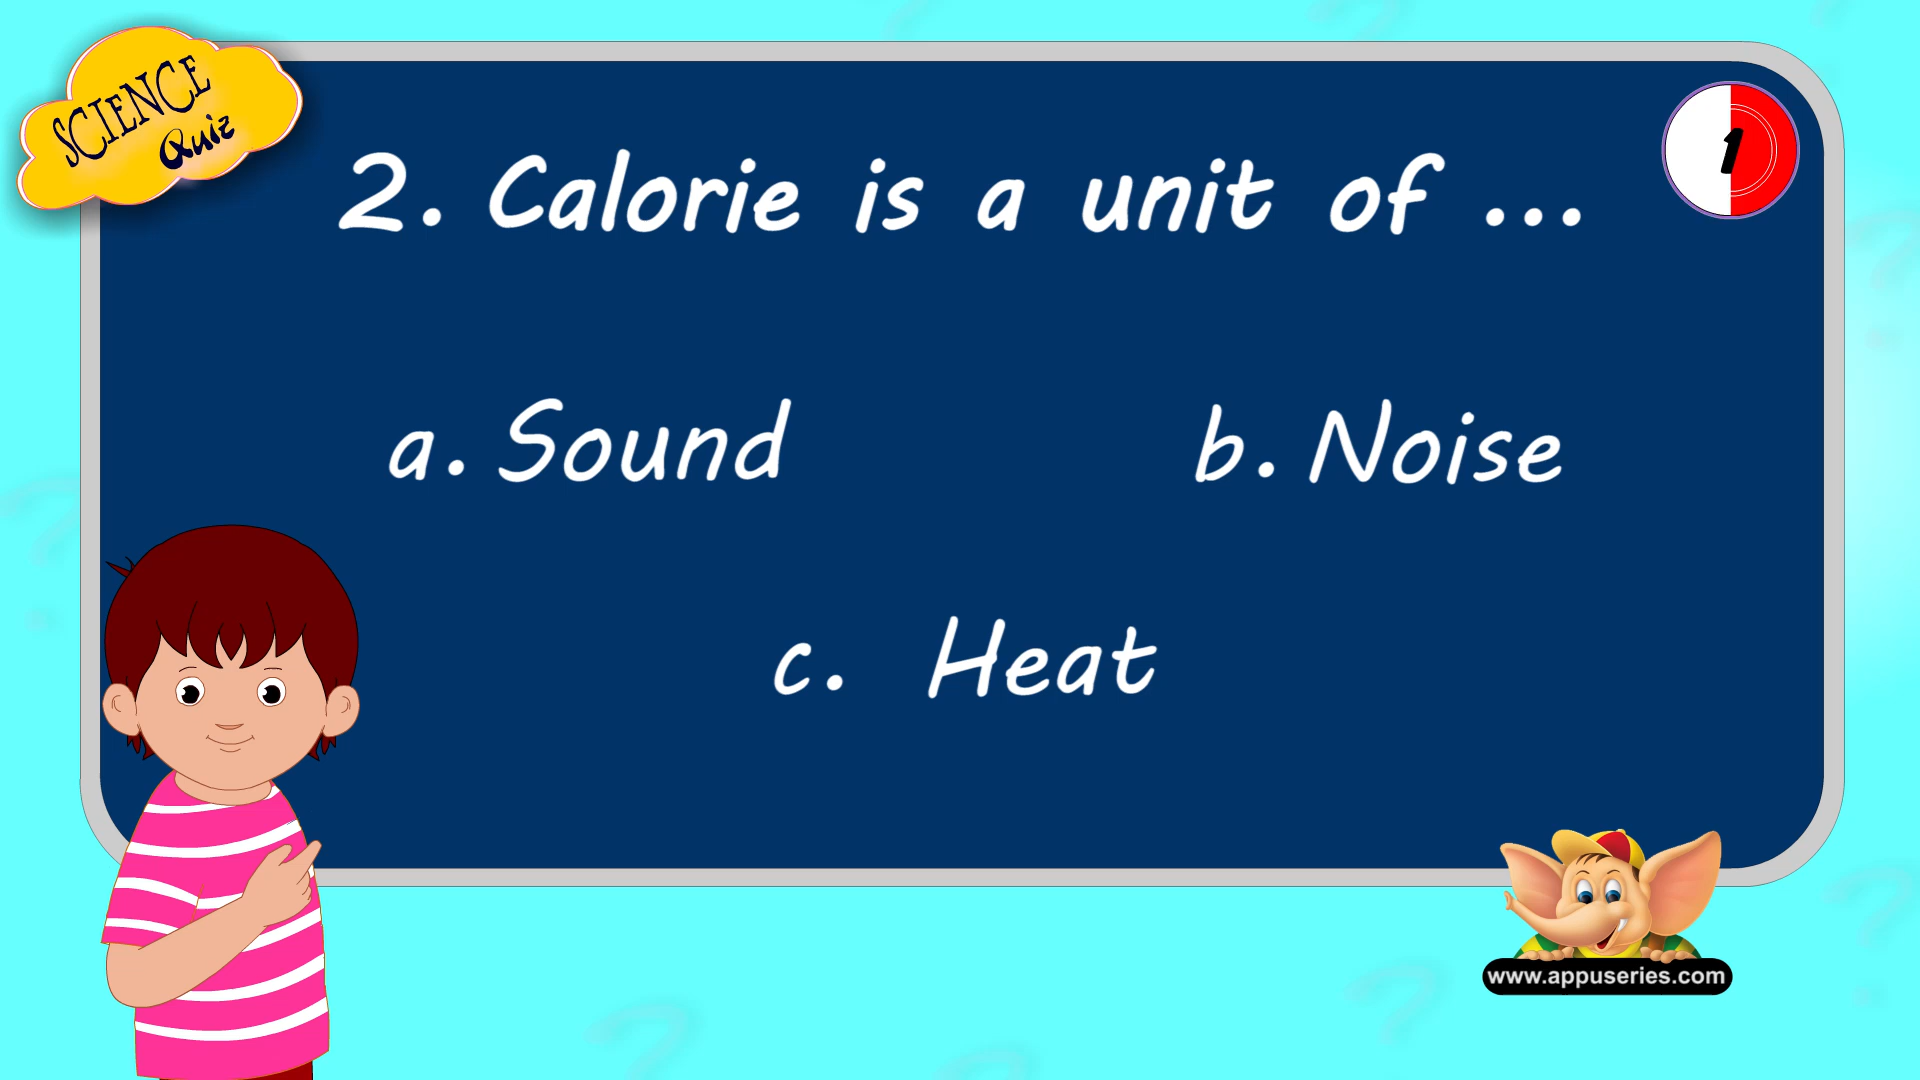 SCIENCE
Quiz
1
2. Calorie is a unit of ...
a. Sound
b. Noise
c. Heat
www.appuseries.com